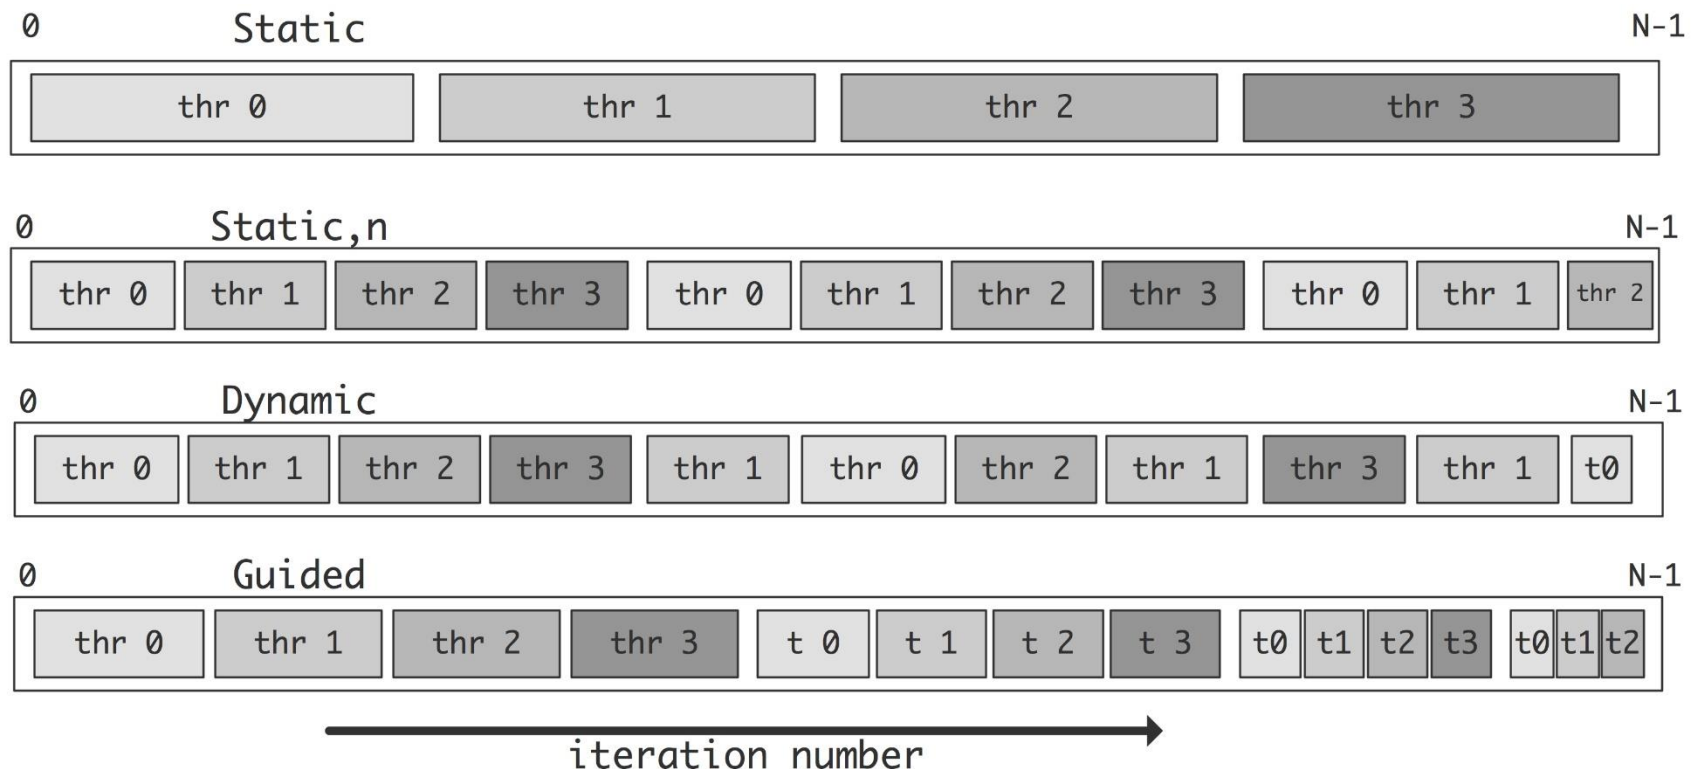 0 Static N-1
thr 0 thr 1 thr 2 thr 3
0 Static,n N-1
thr 0 thr 1 thr 2 thr 3 thr 0 thr 1 thr 2 thr 3 thr 0 thr 1 thr 2
0 Dynamic N-1
thr 0 thr 1 thr 2 thr 3 thr 1 thr 0 thr 2 thr 1 thr 3 thr 1 t0
0 Guided N-1
thr 0 thr 1 thr 2 thr 3 t 0 t 1 t 2 t 3 t0 t1 t2 t3 t0 t1 t2
iteration number